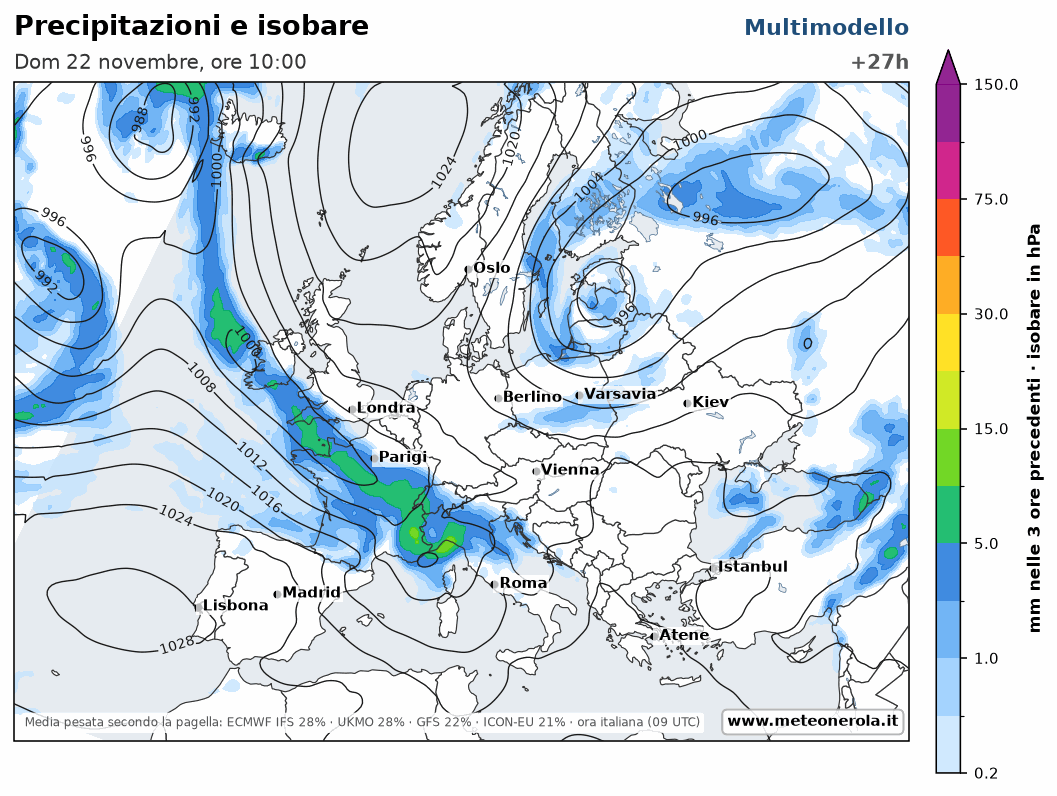 Precipitazioni e isobare
Multimodello
Dom 22 novembre, ore 10:00
+27h
988
992
996
1000
1024
1020
1004
1000
996
996
992
996
1000
1008
1012
1016
1020
1024
1028
Oslo
Berlino
Varsavia
Kiev
Londra
Parigi
Vienna
Istanbul
Roma
Madrid
Lisbona
Atene
Media pesata secondo la pagella: ECMWF IFS 28% · UKMO 28% · GFS 22% · ICON-EU 21% · ora italiana (09 UTC)
www.meteonerola.it
150.0
75.0
30.0
15.0
5.0
1.0
0.2
mm nelle 3 ore precedenti · isobare in hPa